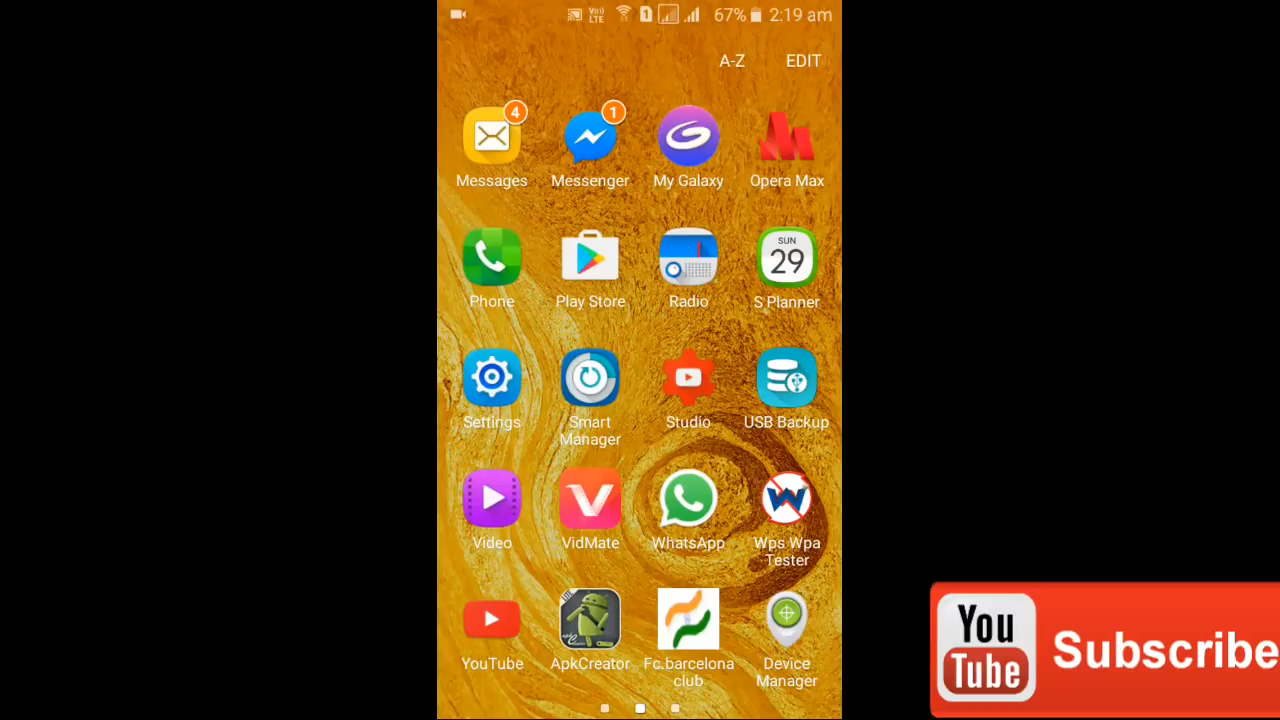 VoLTE 1 67% 2:19 am
A-Z EDIT
4 1
Messages Messenger My Galaxy Opera Max
SUN
29
Phone Play Store Radio S Planner
Settings Smart Manager Studio USB Backup
W
Video VidMate WhatsApp Wps Wpa Tester
YouTube ApkCreator Fc.barcelona club Device Manager
You
Tube
Subscribe